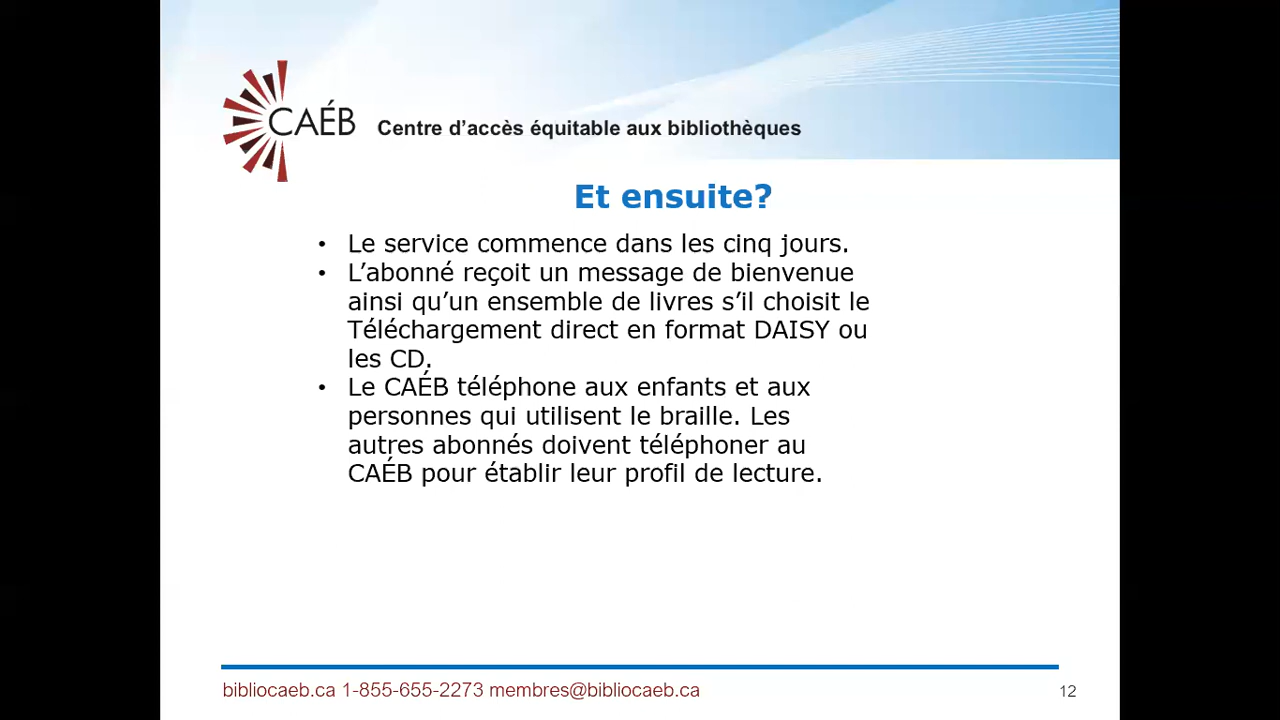 CAÉB
Centre d’accès équitable aux bibliothèques
Et ensuite?
• Le service commence dans les cinq jours.
• L’abonné reçoit un message de bienvenue
ainsi qu’un ensemble de livres s’il choisit le
Téléchargement direct en format DAISY ou
les CD.
• Le CAÉB téléphone aux enfants et aux
personnes qui utilisent le braille. Les
autres abonnés doivent téléphoner au
CAÉB pour établir leur profil de lecture.
bibliocaeb.ca 1-855-655-2273 membres@bibliocaeb.ca
12